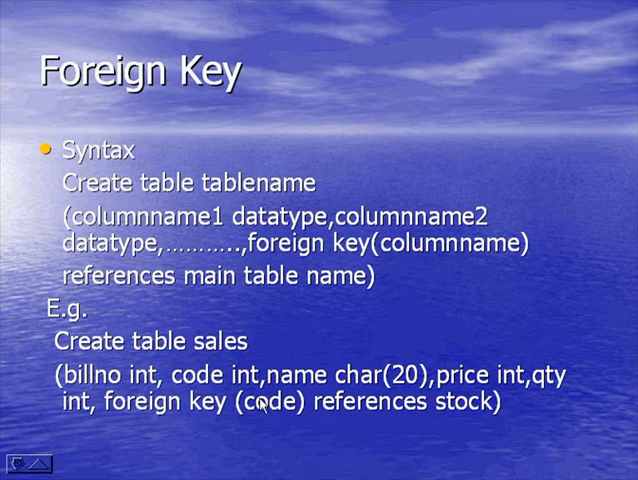 Foreign Key
• Syntax
Create table tablename
(columnname1 datatype,columnname2
datatype,………..,foreign key(columnname)
references main table name)
E.g.
Create table sales
(billno int, code int,name char(20),price int,qty
int, foreign key (code) references stock)